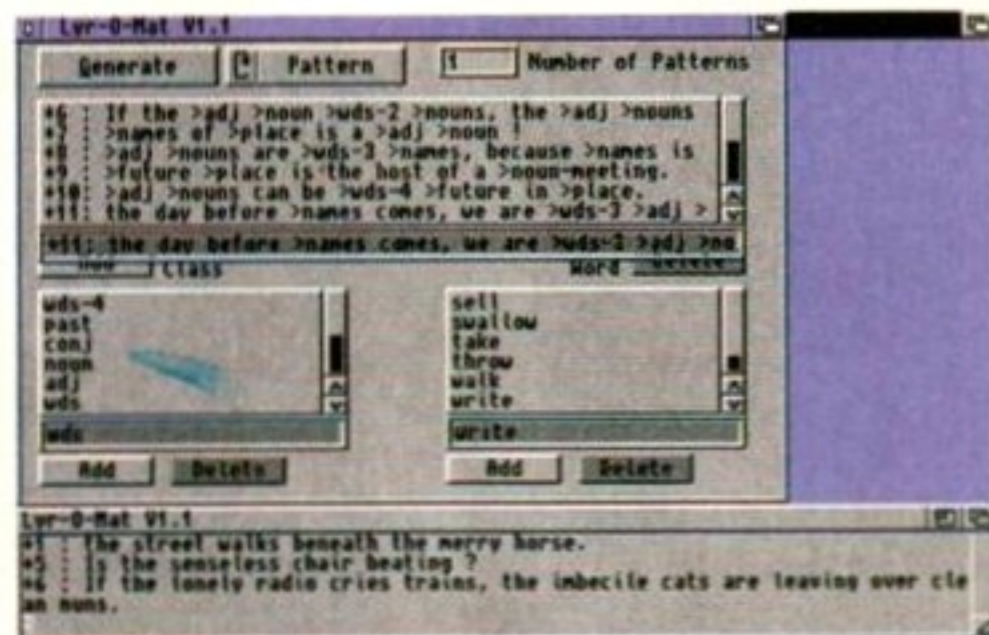 Lyr-O-Mat V1.1
Generate Pattern 1 Number of Patterns
#6 : If the >adj >noun >wds-2 >nouns, the >adj >nouns
#7 : >names of >place is a >adj >noun !
#8 : >adj >nouns are >wds-3 >names, because >names is
#9 : >future >place is the host of a >noun-meeting.
#10: >adj >nouns can be >wds-4 >future in >place.
#11: the day before >names comes, we are >wds-3 >adj >
#11: the day before >names comes, we are >wds-3 >adj >no
Class Word Delete
wds-4
past
conj
noun
adj
wds
wds
Add Delete
sell
swallow
take
throw
walk
write
write
Add Delete
Lyr-O-Mat V1.1
#1 : The street walks beneath the merry horse.
#5 : Is the senseless chair beating ?
#6 : If the lonely radio cries trains, the imbecile cats are leaving over cle
an nuns.